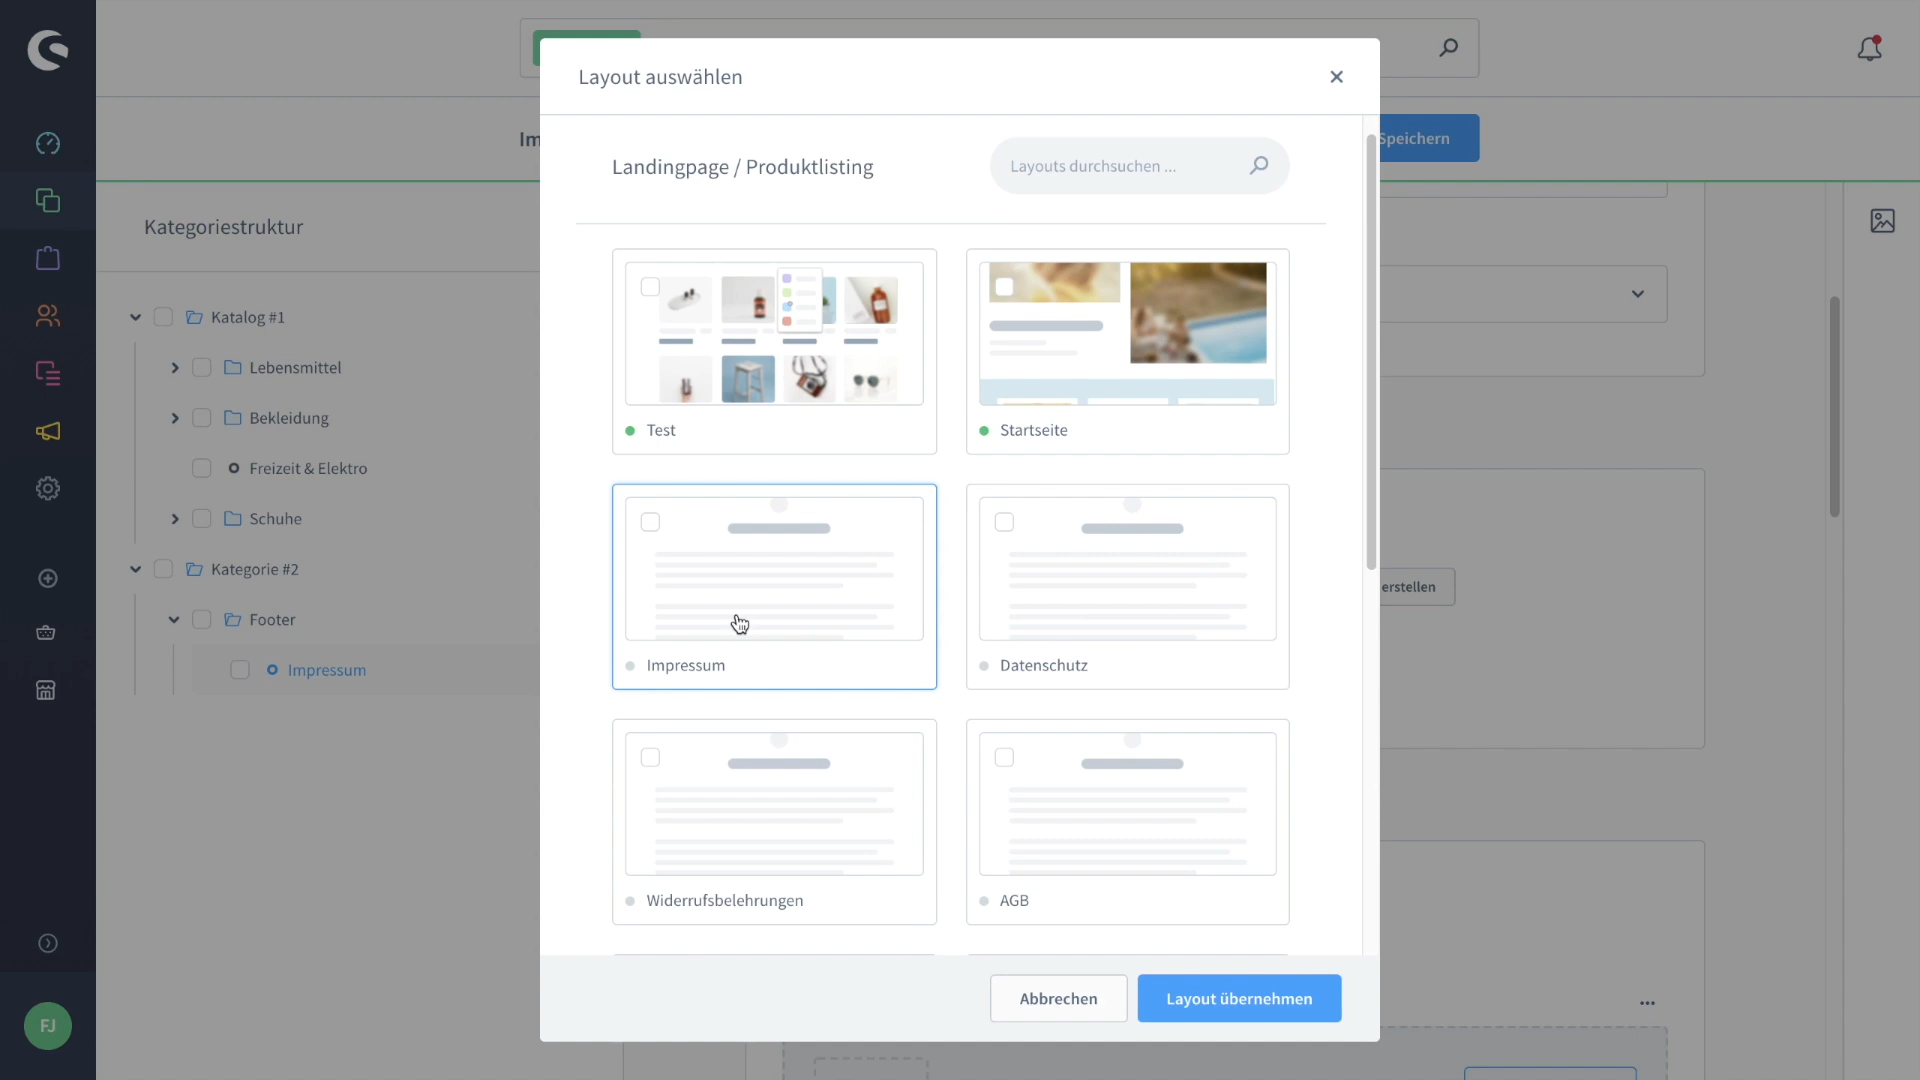 Layout auswählen
Im
Speichern
Landingpage / Produktlisting
Layouts durchsuchen ...
Kategoriestruktur
Katalog #1
Lebensmittel
Bekleidung
Freizeit & Elektro
Schuhe
Kategorie #2
Footer
Impressum
Test
Startseite
Impressum
Datenschutz
erstellen
Widerrufsbelehrungen
AGB
Abbrechen
Layout übernehmen
FJ